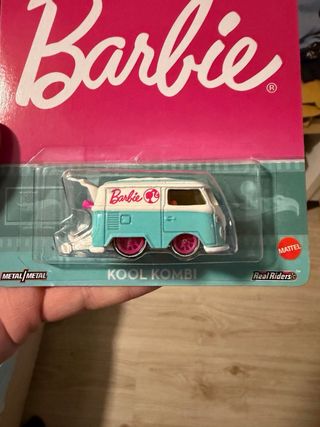 Barbie®
Barbie
KOOL KOMBI
METAL/METAL
Real Riders
MATTEL